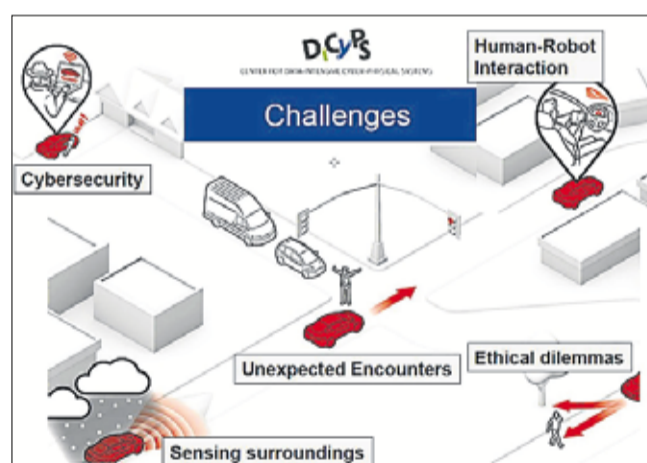 DiCyPS
CENTER FOR DATA-INTENSIVE CYBER-PHYSICAL SYSTEMS
Human-Robot
Interaction
Challenges
Cybersecurity
Unexpected Encounters
Ethical dilemmas
Sensing surroundings